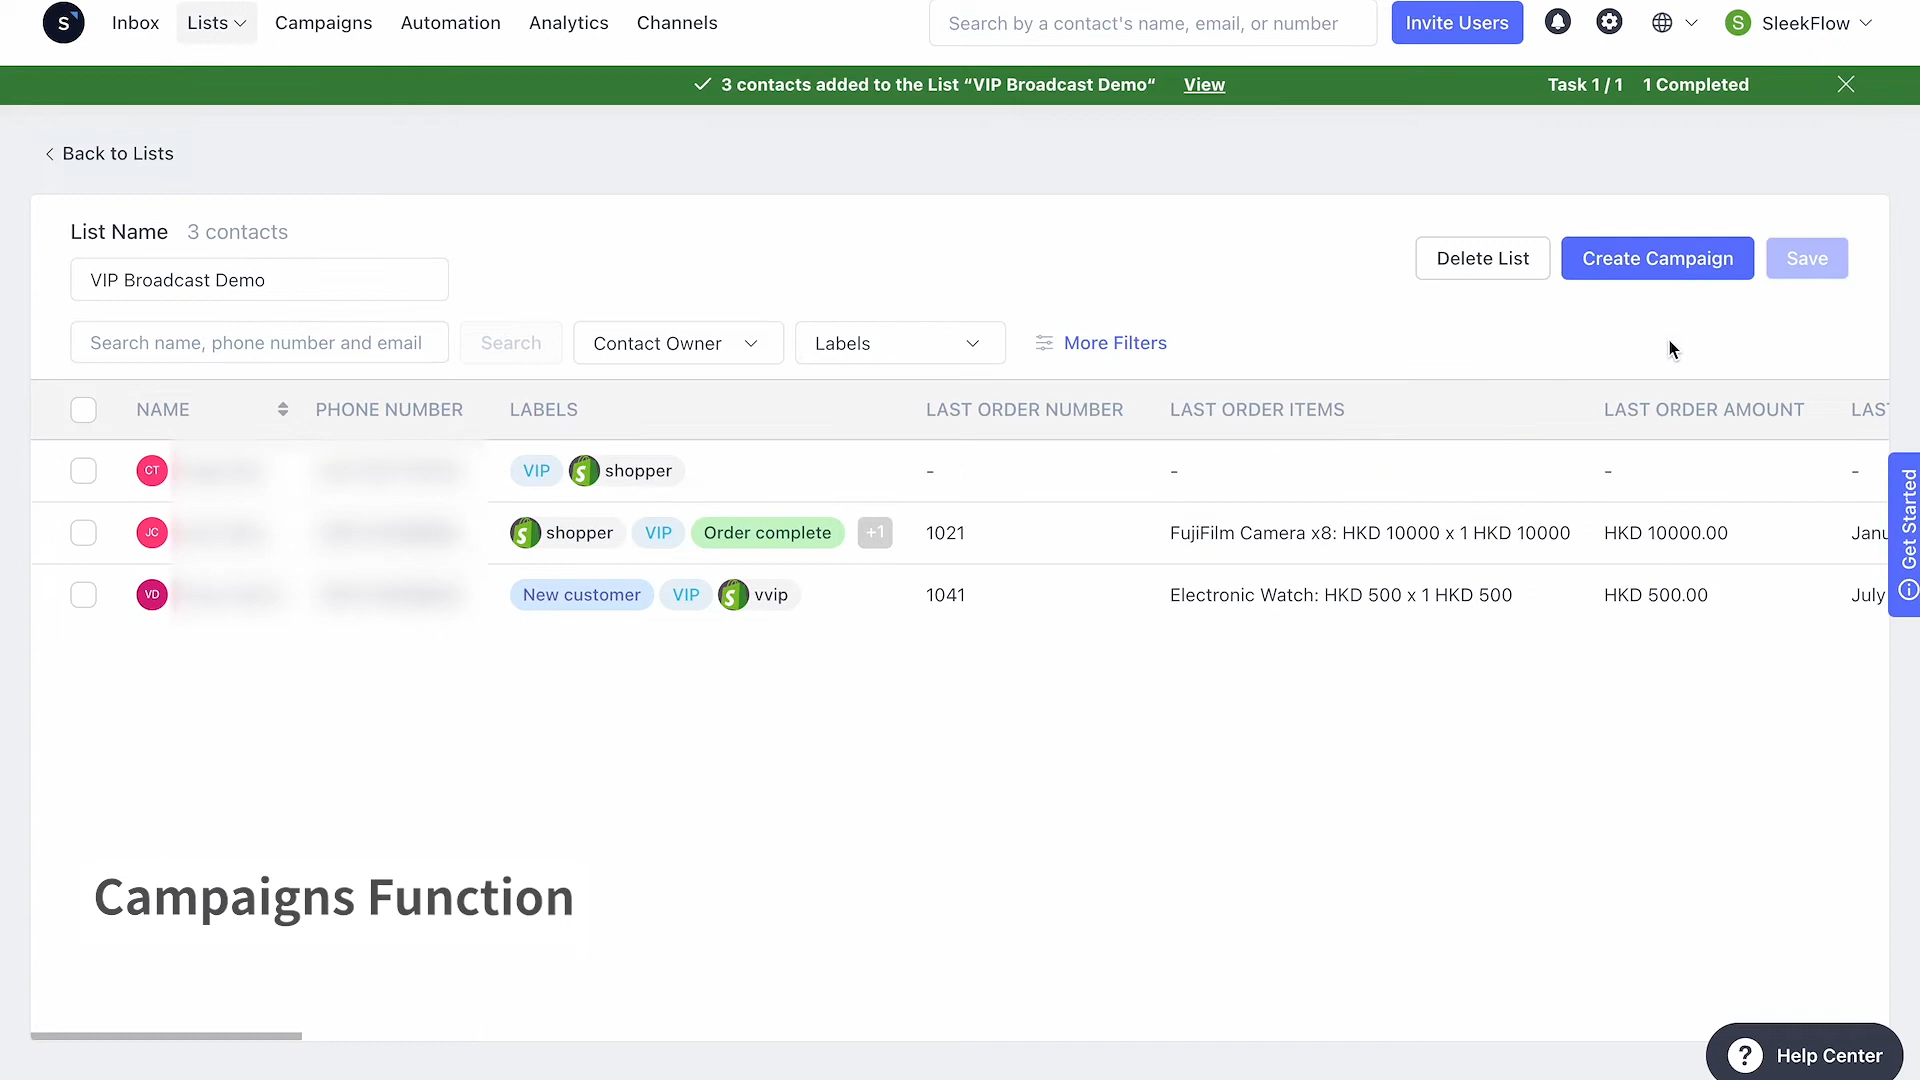 S Inbox Lists Campaigns Automation Analytics Channels Search by a contact's name, email, or number Invite Users S SleekFlow
3 contacts added to the List “VIP Broadcast Demo“ View Task 1 / 1 1 Completed
Back to Lists
List Name 3 contacts
VIP Broadcast Demo
Delete List Create Campaign Save
Search name, phone number and email Search Contact Owner Labels More Filters
NAME PHONE NUMBER LABELS LAST ORDER NUMBER LAST ORDER ITEMS LAST ORDER AMOUNT LAS
CT VIP shopper - - - -
JC shopper VIP Order complete +1 1021 FujiFilm Camera x8: HKD 10000 x 1 HKD 10000 HKD 10000.00 Janu
VD New customer VIP vvip 1041 Electronic Watch: HKD 500 x 1 HKD 500 HKD 500.00 July
Get Started
Campaigns Function
? Help Center